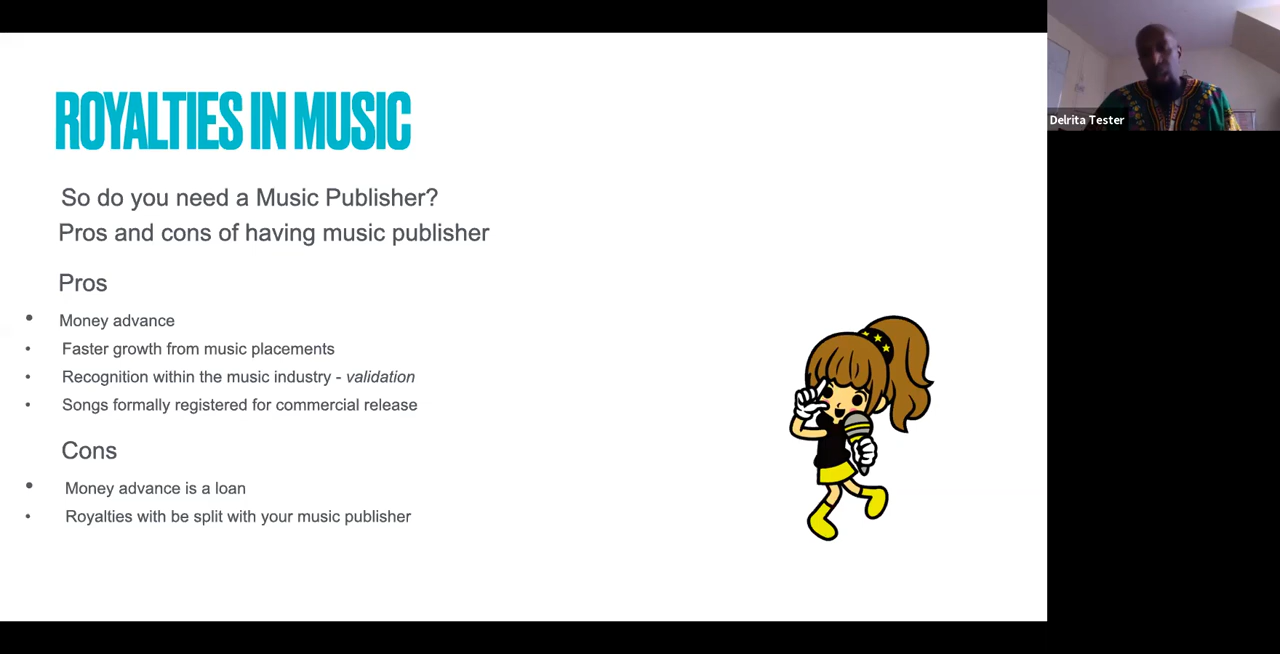 ROYALTIES IN MUSIC
So do you need a Music Publisher?
Pros and cons of having music publisher
Pros
• Money advance
• Faster growth from music placements
• Recognition within the music industry - validation
• Songs formally registered for commercial release
Cons
• Money advance is a loan
• Royalties with be split with your music publisher
Delrita Tester